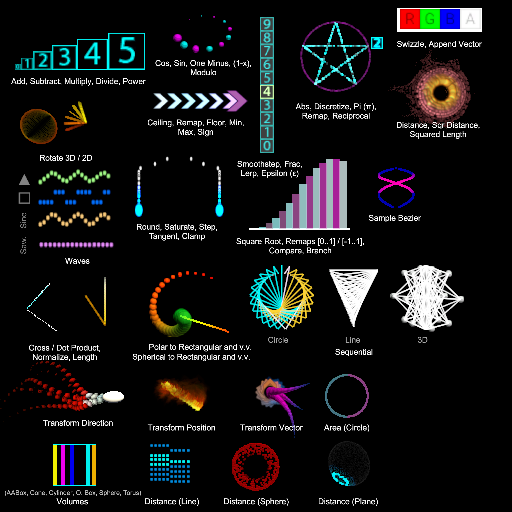 1 2 3 4 5
Add, Subtract, Multiply, Divide, Power
Cos, Sin, One Minus, (1-x),
Modulo
9
8
7
6
5
4
3
2
1
0
2
Abs, Discretize, Pi (π),
Remap, Reciprocal
R G B A
Swizzle, Append Vector
Rotate 3D / 2D
Ceiling, Remap, Floor, Min,
Max, Sign
Distance, Sqr Distance,
Squared Length
Sine
Saw,
Waves
Round, Saturate, Step,
Tangent, Clamp
Smoothstep, Frac,
Lerp, Epsilon (ε)
Square Root, Remaps [0..1] / [-1..1],
Compare, Branch
Sample Bezier
Cross / Dot Product,
Normalize, Length
Polar to Rectangular and v.v.
Spherical to Rectangular and v.v.
Circle
Line
3D
Sequential
Transform Direction
Transform Position
Transform Vector
Area (Circle)
(AABox, Cone, Cylinder, O. Box, Sphere, Torus)
Volumes
Distance (Line)
Distance (Sphere)
Distance (Plane)